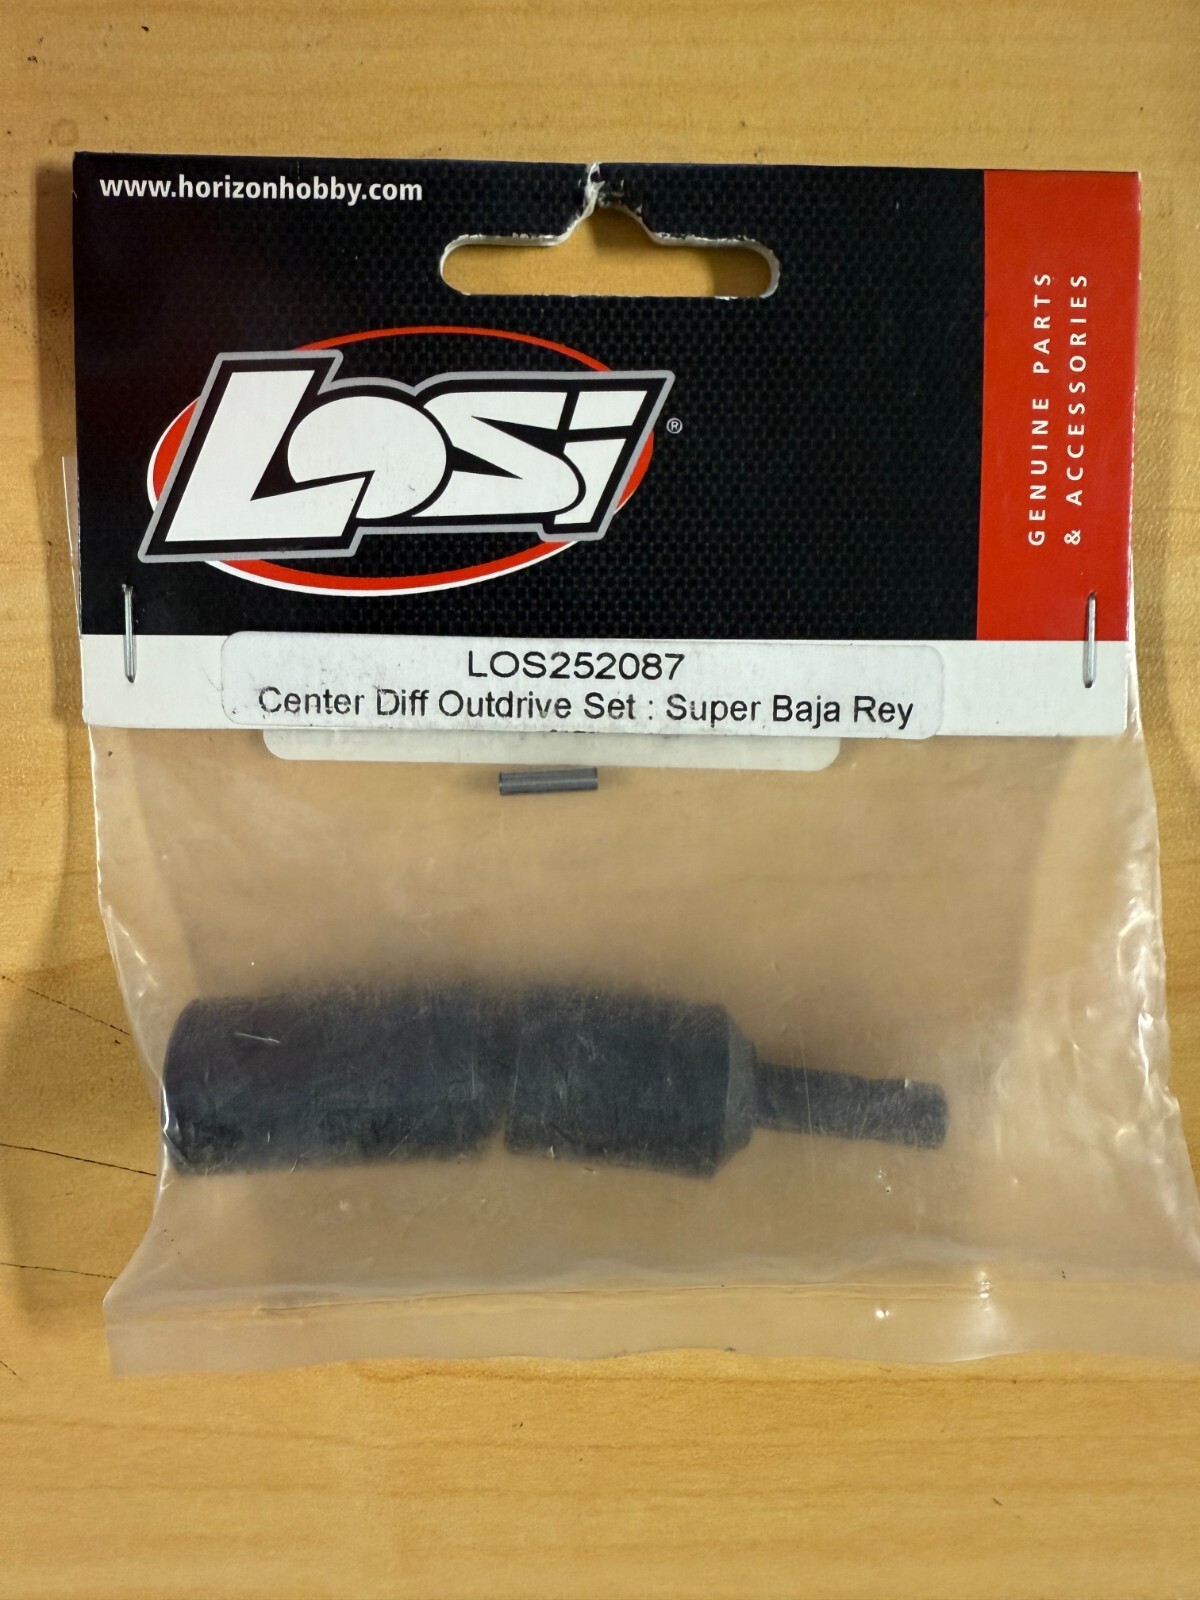 www.horizonhobby.com
Losi®
GENUINE PARTS
& ACCESSORIES
LOS252087
Center Diff Outdrive Set : Super Baja Rey